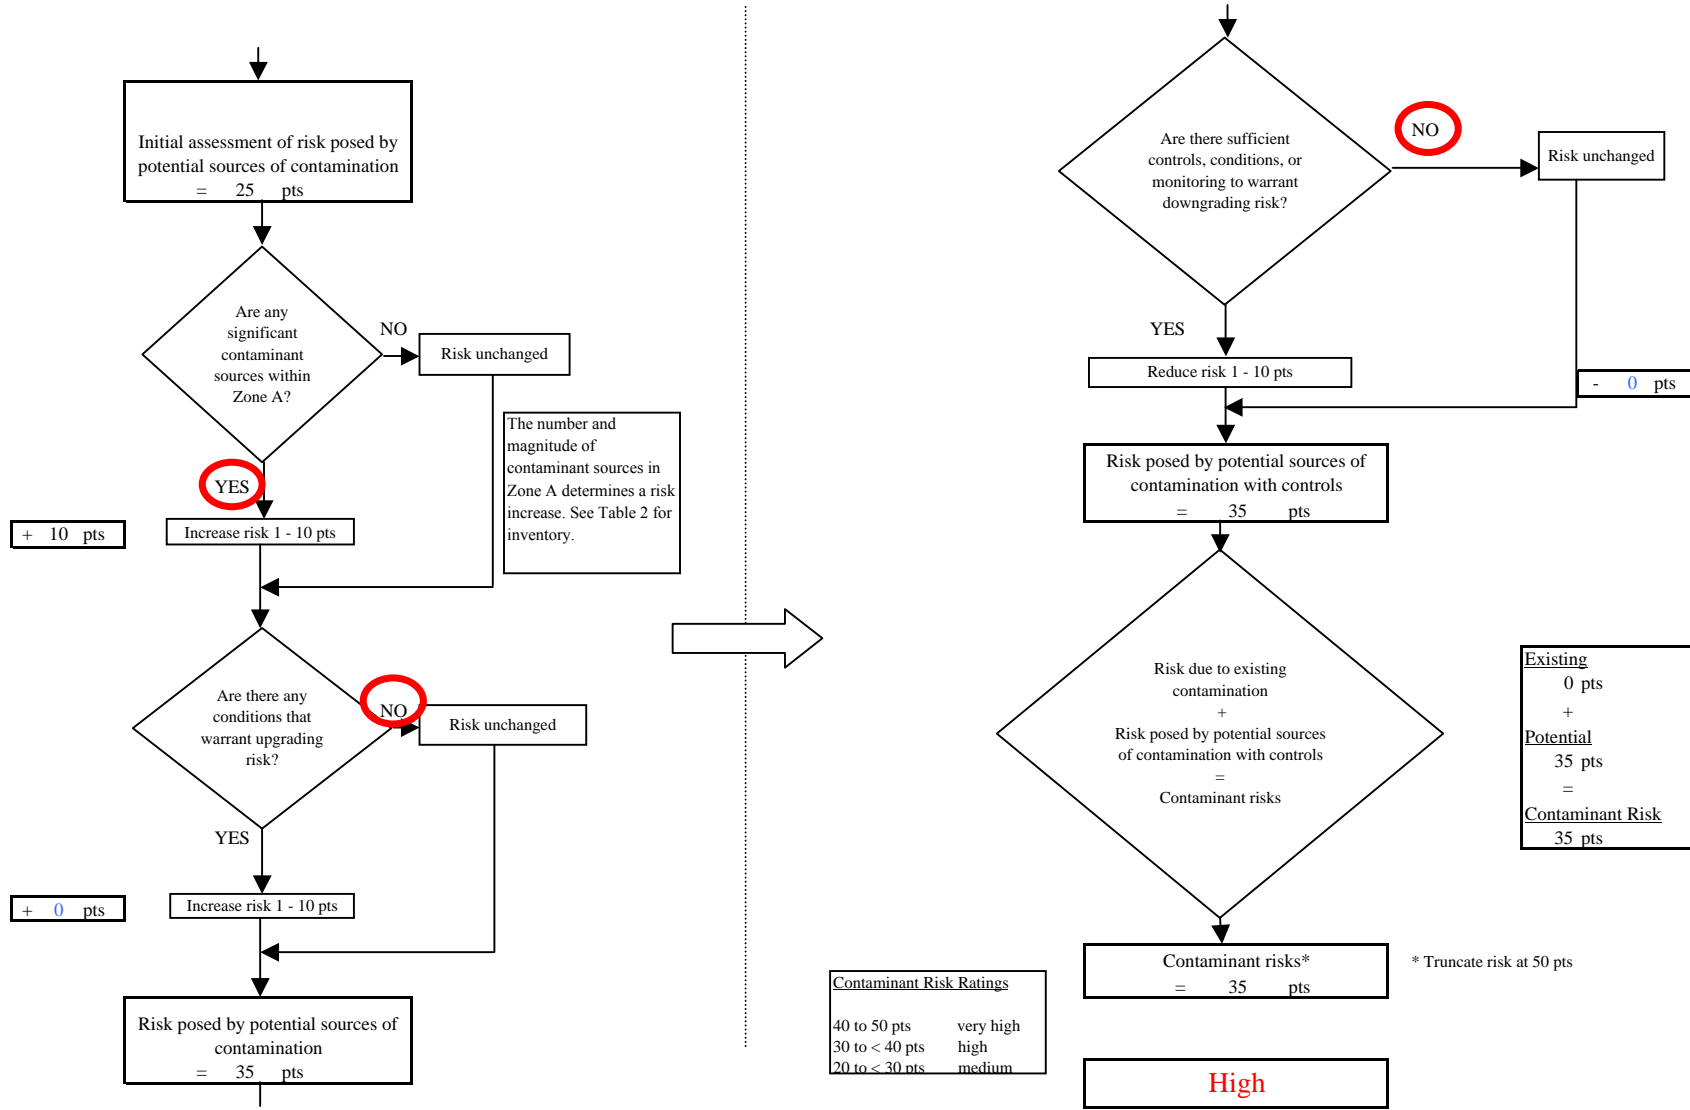 Initial assessment of risk posed by
potential sources of contamination
= 25 pts
Are any
significant
contaminant
sources within
Zone A?
NO
Risk unchanged
The number and
magnitude of
contaminant sources in
Zone A determines a risk
increase. See Table 2 for
inventory.
YES
+ 10 pts
Increase risk 1 - 10 pts
Are there any
conditions that
warrant upgrading
risk?
NO
Risk unchanged
YES
+ 0 pts
Increase risk 1 - 10 pts
Risk posed by potential sources of
contamination
= 35 pts
Are there sufficient
controls, conditions, or
monitoring to warrant
downgrading risk?
NO
Risk unchanged
YES
Reduce risk 1 - 10 pts
- 0 pts
Risk posed by potential sources of
contamination with controls
= 35 pts
Risk due to existing
contamination
+
Risk posed by potential sources
of contamination with controls
=
Contaminant risks
Existing
0 pts
+
Potential
35 pts
=
Contaminant Risk
35 pts
Contaminant risks*
= 35 pts
* Truncate risk at 50 pts
Contaminant Risk Ratings
40 to 50 pts very high
30 to < 40 pts high
20 to < 30 pts medium
High